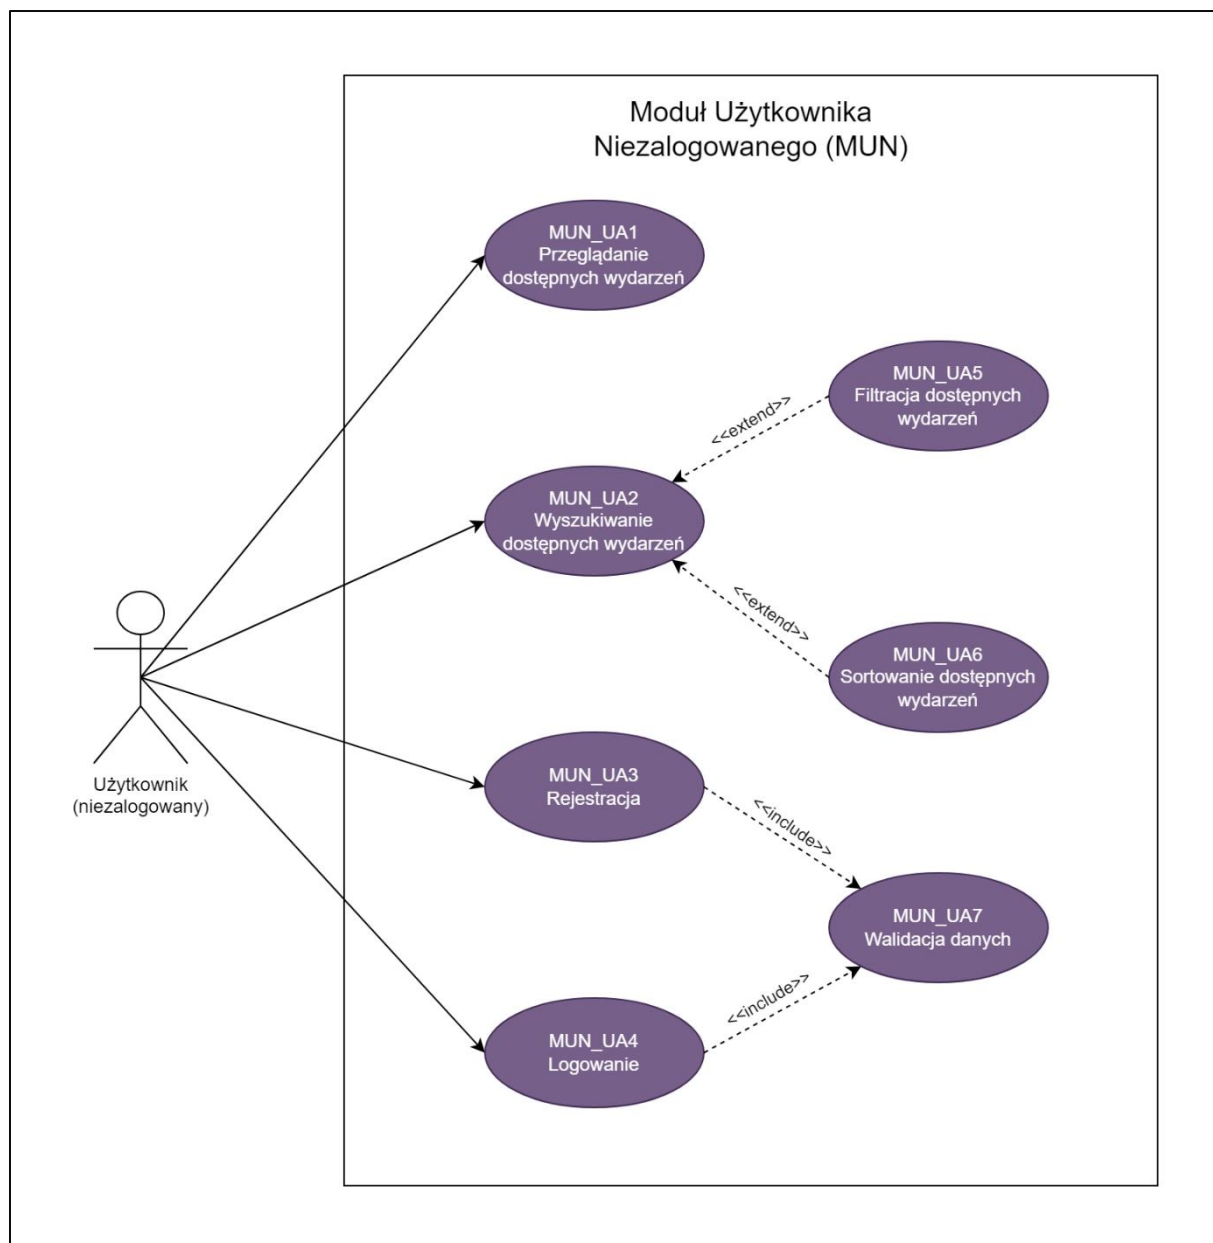 Moduł Użytkownika
Niezalogowanego (MUN)
MUN_UA1
Przeglądanie
dostępnych wydarzeń
MUN_UA5
Filtracja dostępnych
wydarzeń
<<extend>>
MUN_UA2
Wyszukiwanie
dostępnych wydarzeń
<<extend>>
MUN_UA6
Sortowanie dostępnych
wydarzeń
Użytkownik
(niezalogowany)
MUN_UA3
Rejestracja
<<include>>
MUN_UA7
Walidacja danych
<<include>>
MUN_UA4
Logowanie